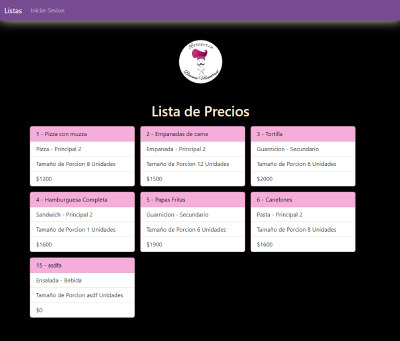 Listas Iniciar Sesion
Lista de Precios
1 - Pizza con muzza
Pizza - Principal 2
Tamaño de Porcion 8 Unidades
$1200
2 - Empanadas de carne
Empanada - Principal 2
Tamaño de Porcion 12 Unidades
$1500
3 - Tortilla
Guarnicion - Secundario
Tamaño de Porcion 6 Unidades
$2000
4 - Hamburguesa Completa
Sandwich - Principal 2
Tamaño de Porcion 1 Unidades
$1600
5 - Papas Fritas
Guarnicion - Secundario
Tamaño de Porcion 6 Unidades
$1900
6 - Canelones
Pasta - Principal 2
Tamaño de Porcion 8 Unidades
$1600
15 - asdfa
Ensalada - Bebida
Tamaño de Porcion asdf Unidades
$0